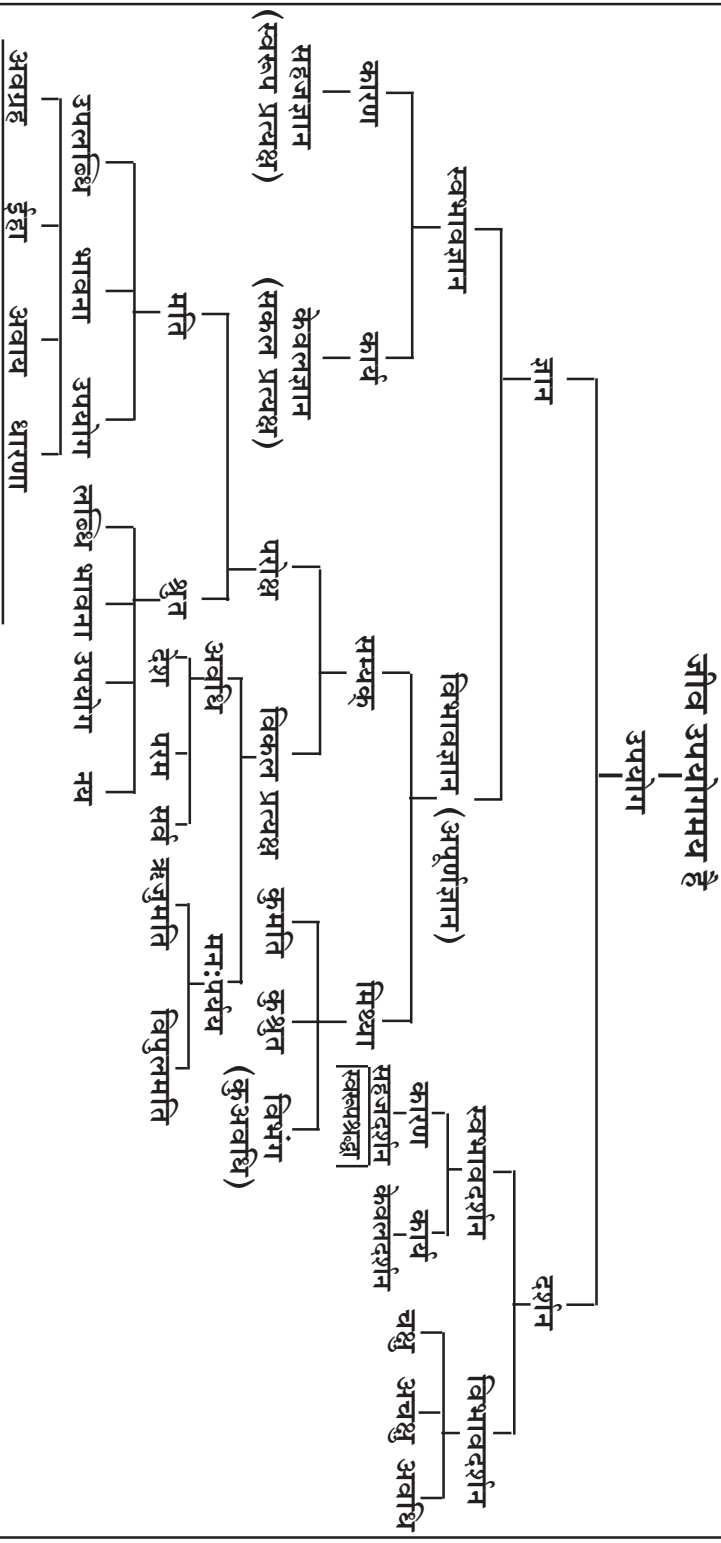 जीव उपयोगमय है
उपयोग
ज्ञान दर्शन
स्वभावज्ञान विभावज्ञान (अपूर्णज्ञान) स्वभावदर्शन विभावदर्शन
कारण कार्य सम्यक् मिथ्या कारण कार्य चक्षु अचक्षु अवधि
सहजज्ञान केवलज्ञान सहजदर्शन केवलदर्शन
(स्वरूप प्रत्यक्ष) (सकल प्रत्यक्ष) स्वरूपश्रद्धा
परोक्ष विकल प्रत्यक्ष कुमति कुश्रुत विभंग
(कुअवधि)
मति श्रुत अवधि मनःपर्यय
देश परम सर्व ऋजुमति विपुलमति
उपलब्धि भावना उपयोग लब्धि भावना उपयोग नय
अवग्रह ईहा अवाय धारणा